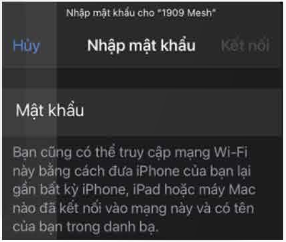 Nhập mật khẩu cho "1909 Mesh"
Hủy Nhập mật khẩu Kết nối
Mật khẩu
Bạn cũng có thể truy cập mạng Wi-Fi
này bằng cách đưa iPhone của bạn lại
gần bất kỳ iPhone, iPad hoặc máy Mac
nào đã kết nối vào mạng này và có tên
của bạn trong danh bạ.